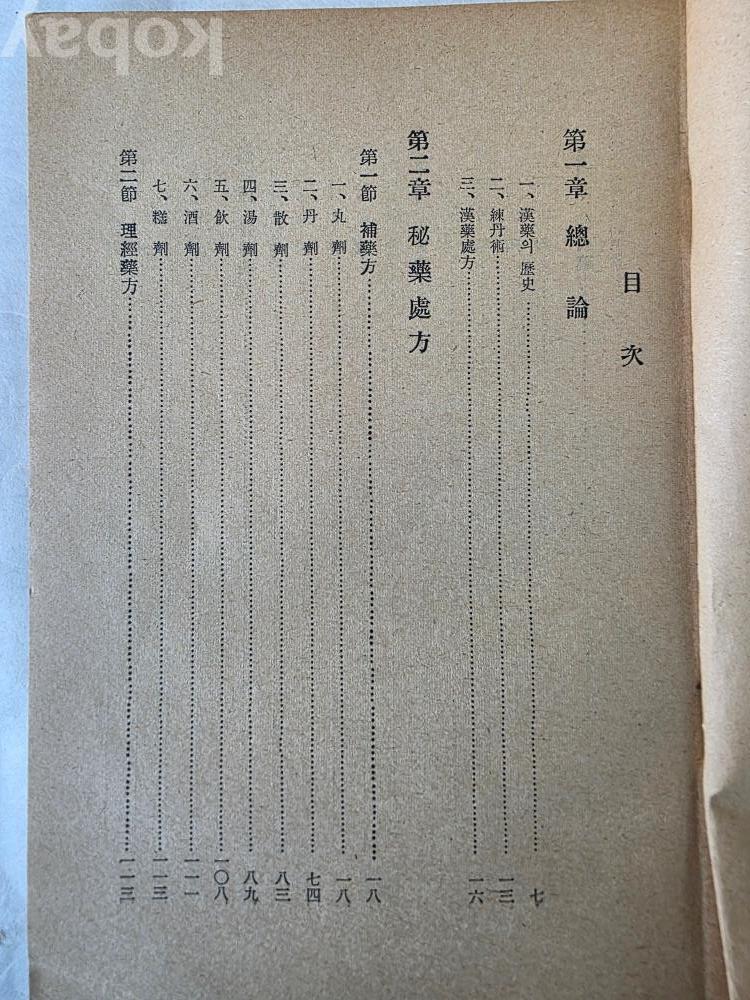 目次
第一章 總論
一、漢藥의 歷史……七
二、練丹術……一三
三、漢藥處方……一六
第二章 秘藥處方
第一節 補藥方……一八
一、丸劑……一八
二、丹劑……七四
三、散劑……八三
四、湯劑……八九
五、飮劑……一〇八
六、酒劑……一一一
七、糕劑……一一三
第二節 理經藥方……一一三
kobay